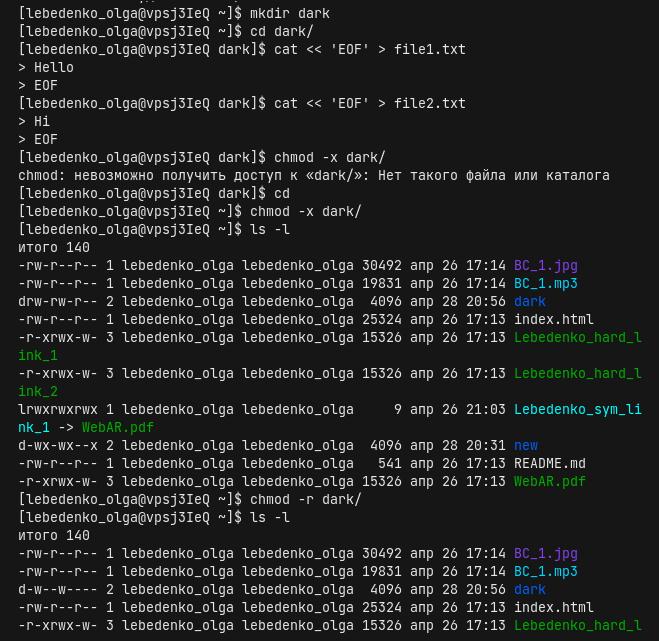 [lebedenko_olga@vpsj3IeQ ~]$ mkdir dark
[lebedenko_olga@vpsj3IeQ ~]$ cd dark/
[lebedenko_olga@vpsj3IeQ dark]$ cat << 'EOF' > file1.txt
> Hello
> EOF
[lebedenko_olga@vpsj3IeQ dark]$ cat << 'EOF' > file2.txt
> Hi
> EOF
[lebedenko_olga@vpsj3IeQ dark]$ chmod -x dark/
chmod: невозможно получить доступ к «dark/»: Нет такого файла или каталога
[lebedenko_olga@vpsj3IeQ dark]$ cd
[lebedenko_olga@vpsj3IeQ ~]$ chmod -x dark/
[lebedenko_olga@vpsj3IeQ ~]$ ls -l
итого 140
-rw-r--r-- 1 lebedenko_olga lebedenko_olga 30492 апр 26 17:14 BC_1.jpg
-rw-r--r-- 1 lebedenko_olga lebedenko_olga 19831 апр 26 17:14 BC_1.mp3
drw-rw-r-- 2 lebedenko_olga lebedenko_olga  4096 апр 28 20:56 dark
-rw-r--r-- 1 lebedenko_olga lebedenko_olga 25324 апр 26 17:13 index.html
-r-xrwx-w- 3 lebedenko_olga lebedenko_olga 15326 апр 26 17:13 Lebedenko_hard_l
ink_1
-r-xrwx-w- 3 lebedenko_olga lebedenko_olga 15326 апр 26 17:13 Lebedenko_hard_l
ink_2
lrwxrwxrwx 1 lebedenko_olga lebedenko_olga     9 апр 26 21:03 Lebedenko_sym_li
nk_1 -> WebAR.pdf
d-wx-wx--x 2 lebedenko_olga lebedenko_olga  4096 апр 28 20:31 new
-rw-r--r-- 1 lebedenko_olga lebedenko_olga   541 апр 26 17:13 README.md
-r-xrwx-w- 3 lebedenko_olga lebedenko_olga 15326 апр 26 17:13 WebAR.pdf
[lebedenko_olga@vpsj3IeQ ~]$ chmod -r dark/
[lebedenko_olga@vpsj3IeQ ~]$ ls -l
итого 140
-rw-r--r-- 1 lebedenko_olga lebedenko_olga 30492 апр 26 17:14 BC_1.jpg
-rw-r--r-- 1 lebedenko_olga lebedenko_olga 19831 апр 26 17:14 BC_1.mp3
d-w--w---- 2 lebedenko_olga lebedenko_olga  4096 апр 28 20:56 dark
-rw-r--r-- 1 lebedenko_olga lebedenko_olga 25324 апр 26 17:13 index.html
-r-xrwx-w- 3 lebedenko_olga lebedenko_olga 15326 апр 26 17:13 Lebedenko_hard_l